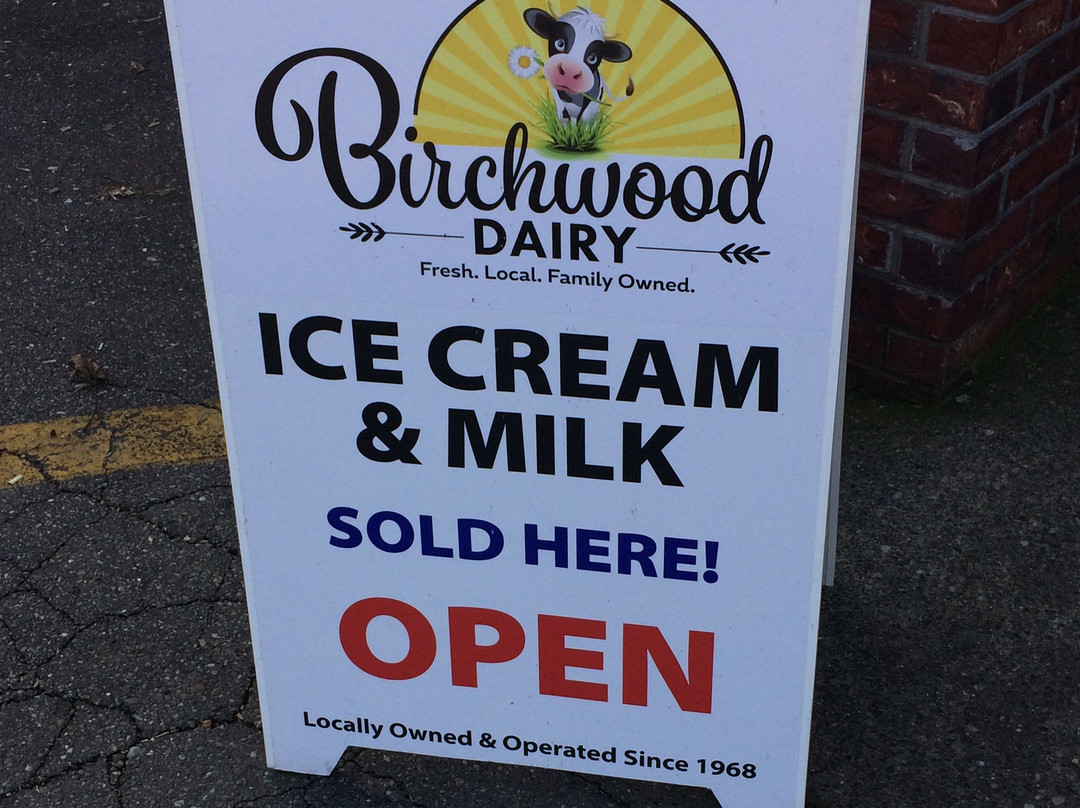 Birchwood
DAIRY
Fresh. Local. Family Owned.
ICE CREAM
& MILK
SOLD HERE!
OPEN
Locally Owned & Operated Since 1968